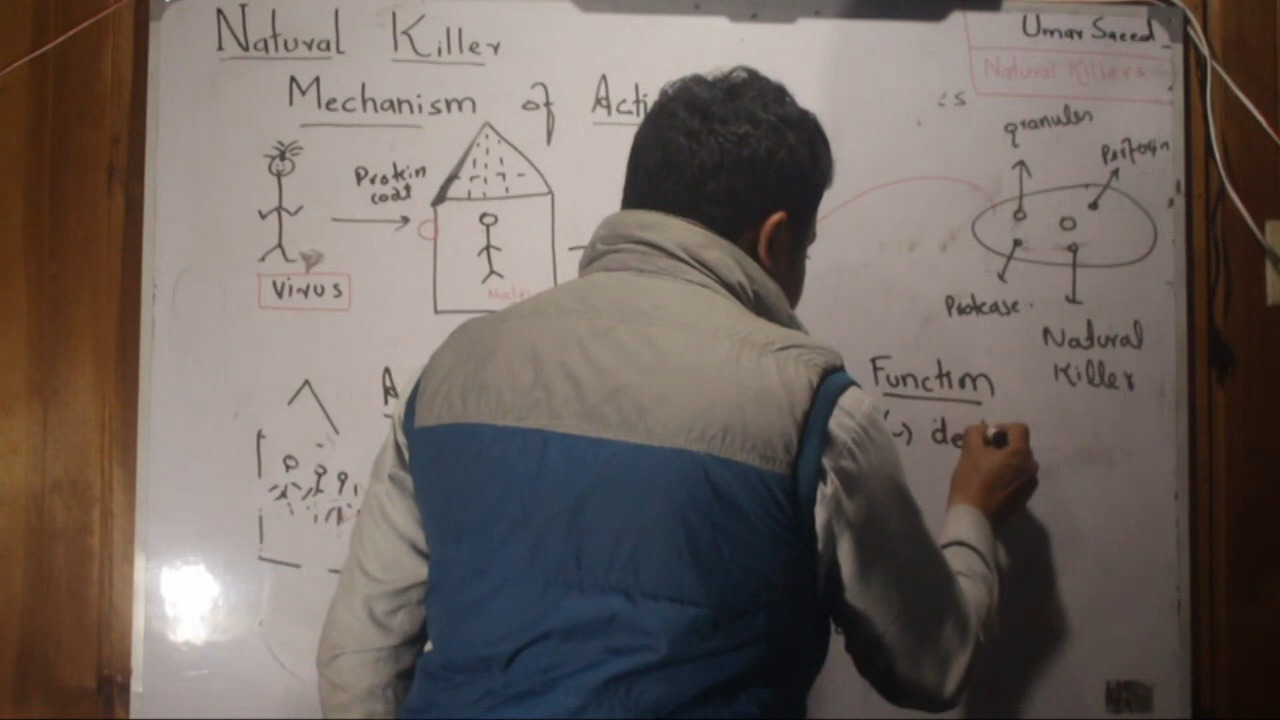 Natural Killer
Umar Saeed
Natural Killers
Mechanism of Acti
is
granules
Perforin
Protein
coat
Virus
Protease.
Natural
Killer
Function
de
A